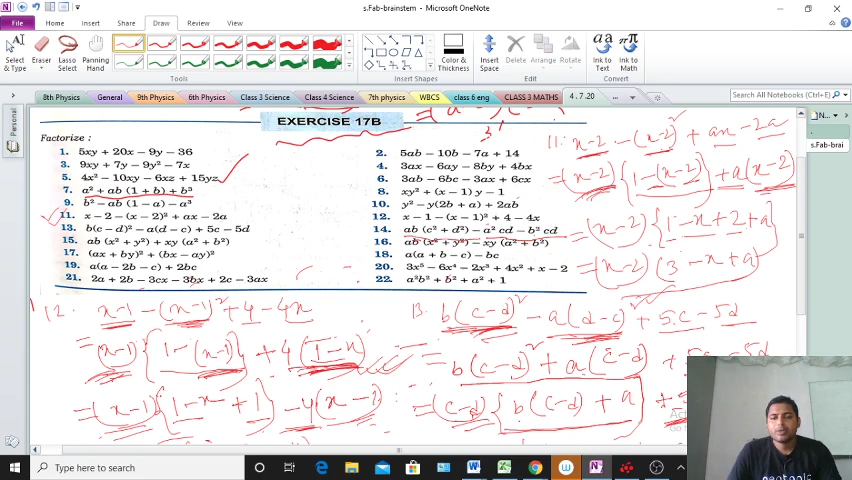 s.Fab-brainstem - OneNote
File Home Insert Draw Review View
Select & Type
Eraser
Lasso Select
Panning Hand
Color & Thickness
Insert Space
Delete
Arrange
Rotate
Ink to Text
Ink to Math
Tools
Insert Shapes
Edit
Convert
8th Physics General 9th Physics 6th Physics Class 3 Science Class 4 Science 7th physics WBCS class 6 eng CLASS 3 MATHS 4 . 7 .20 ... Search All Notebooks (Ctrl+E)
EXERCISE 17B
Factorize :
1. 5xy + 20x − 9y − 36
2. 5ab − 10b − 7a + 14
3. 9xy + 7y − 9y² − 7x
4. 3ax − 6ay − 8by + 4bx
5. 4x² − 10xy − 6xz + 15yz
6. 3ab − 6bc − 3ax + 6cx
7. a² + ab (1 + b) + b³
8. xy² + (x − 1) y − 1
9. b² − ab (1 − a) − a³
10. y² − y(2b + a) + 2ab
11. x − 2 − (x − 2)² + ax − 2a
12. x − 1 − (x − 1)² + 4 − 4x
13. b(c − d)² − a(d − c) + 5c − 5d
14. ab (c² + d²) − a² cd − b² cd
15. ab (x² + y²) + xy (a² + b²)
16. ab (x² + y²) − xy (a² + b²)
17. (ax + by)² + (bx − ay)²
18. a(a + b − c) − bc
19. a(a − 2b − c) + 2bc
20. 3x⁵ − 6x⁴ − 2x³ + 4x² + x − 2
21. 2a + 2b − 3cx − 3bx + 2c − 3ax
22. a²b² + b² + a² + 1
11. x-2 - (x-2)² + ax - 2a
= (x-2) {1 - (x-2)} + a(x-2)
= (x-2) {1 - x + 2 + a
= (x-2) (3 - x + a)
12. x-1 - (x-1)² + 4 - 4x
= (x-1) {1 - (x-1)} + 4(1-x)
= (x-1) {1 - x + 1} - 4(x-1)
13. b(c-d)² - a(d-c) + 5c - 5d
= b(c-d)² + a(c-d) + 5c - 5d
= (c-d) {b(c-d) + a}
Type here to search